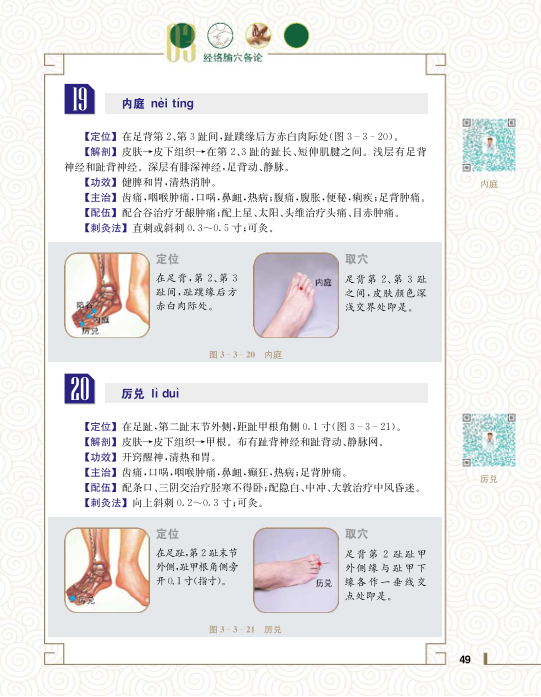 03
经络腧穴各论
19
内庭 nèi tíng
【定位】在足背第2、第3趾间,趾蹼缘后方赤白肉际处(图3-3-20)。
【解剖】皮肤→皮下组织→在第2、3趾的趾长、短伸肌腱之间。浅层有足背
神经和趾背神经。深层有腓深神经,足背动、静脉。
【功效】健脾和胃,清热消肿。
【主治】齿痛,咽喉肿痛,口㖞,鼻衄,热病;腹痛,腹胀,便秘,痢疾;足背肿痛。
【配伍】配合谷治疗牙龈肿痛;配上星、太阳、头维治疗头痛、目赤肿痛。
【刺灸法】直刺或斜刺0.3~0.5寸;可灸。
陷谷
内庭
厉兑
定位
在足背,第2、第3
趾间,趾蹼缘后方
赤白肉际处。
内庭
取穴
足背第2、第3趾
之间,皮肤颜色深
浅交界处即是。
图3-3-20 内庭
20
厉兑 lì duì
【定位】在足趾,第二趾末节外侧,距趾甲根角侧0.1寸(图3-3-21)。
【解剖】皮肤→皮下组织→甲根。布有趾背神经和趾背动、静脉网。
【功效】开窍醒神,清热和胃。
【主治】齿痛,口㖞,咽喉肿痛,鼻衄,癫狂,热病;足背肿痛。
【配伍】配条口、三阴交治疗胫寒不得卧;配隐白、中冲、大敦治疗中风昏迷。
【刺灸法】向上斜刺0.2~0.3寸;可灸。
厉兑
定位
在足趾,第2趾末节
外侧,趾甲根角侧旁
开0.1寸(指寸)。
厉兑
取穴
足背第2趾趾甲
外侧缘与趾甲下
缘各作一垂线交
点处即是。
图3-3-21 厉兑
内庭
厉兑
49